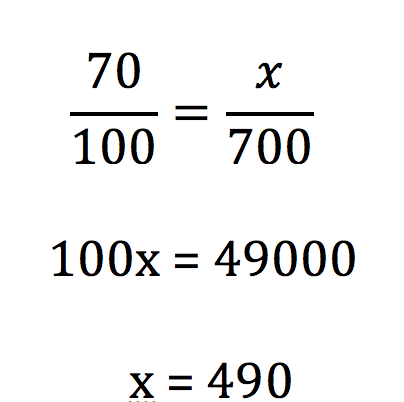 70/100 = x/700
100x = 49000
x = 490